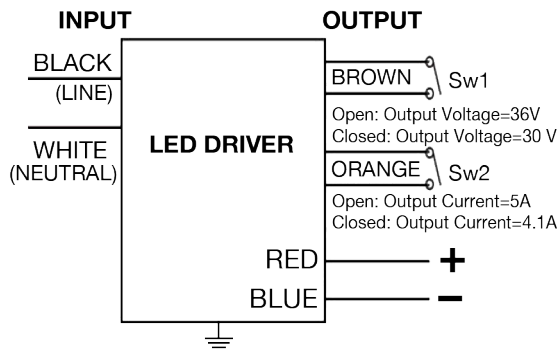 INPUT
OUTPUT
BLACK
(LINE)
WHITE
(NEUTRAL)
LED DRIVER
BROWN
Sw1
Open: Output Voltage=36V
Closed: Output Voltage=30 V
ORANGE
Sw2
Open: Output Current=5A
Closed: Output Current=4.1A
RED
+
BLUE
−